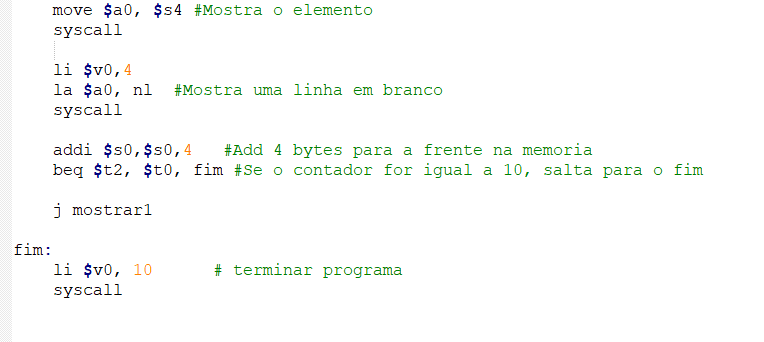 move $a0, $s4 #Mostra o elemento
syscall
li $v0,4
la $a0, nl  #Mostra uma linha em branco
syscall
addi $s0,$s0,4   #Add 4 bytes para a frente na memoria
beq $t2, $t0, fim #Se o contador for igual a 10, salta para o fim
j mostrar1
fim:
li $v0, 10      # terminar programa
syscall